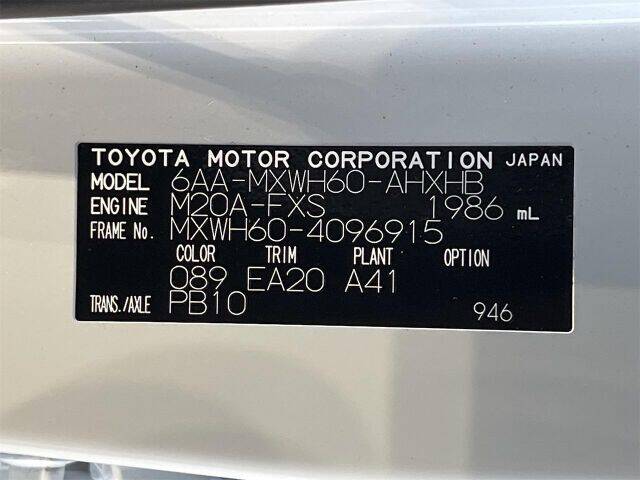 TOYOTA MOTOR CORPORATION JAPAN
MODEL 6AA-MXWH60-AHXHB
ENGINE M20A-FXS 1986 mL
FRAME No. MXWH60-4096915
COLOR TRIM PLANT OPTION
089 EA20 A41
TRANS./AXLE PB10 946